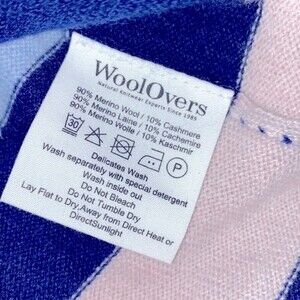 WoolOvers
Natural Knitwear Experts Since 1989
90% Merino Wool / 10% Cashmere
90% Merino Laine / 10% Cachemire
90% Merino Wolle / 10% Kaschmir
30 P
Delicates Wash
Wash separately with special detergent
Wash inside out
Do Not Bleach
Do Not Tumble Dry
Lay Flat to Dry,Away from Direct Heat or
DirectSunlight